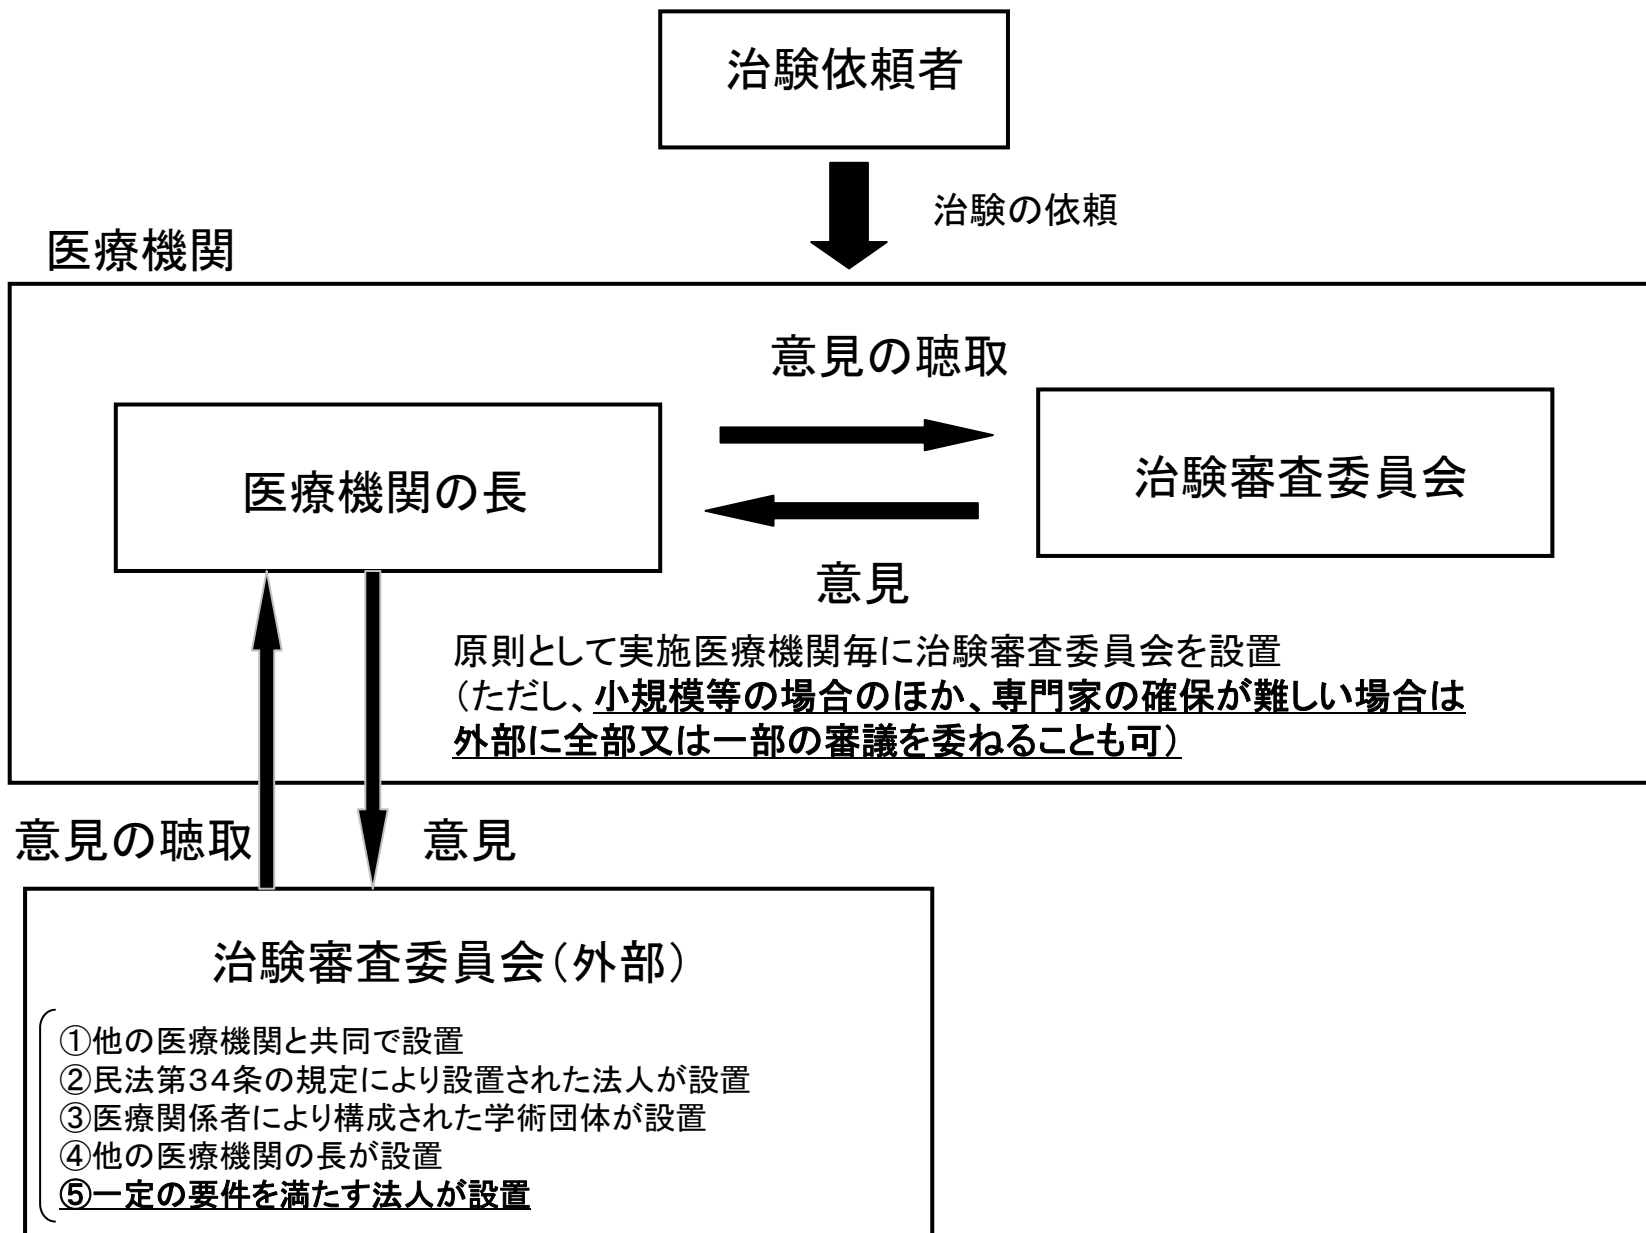 治験依頼者
治験の依頼
医療機関
意見の聴取
医療機関の長
治験審査委員会
意見
原則として実施医療機関毎に治験審査委員会を設置
（ただし、小規模等の場合のほか、専門家の確保が難しい場合は
外部に全部又は一部の審議を委ねることも可）
意見の聴取
意見
治験審査委員会（外部）
①他の医療機関と共同で設置
②民法第３４条の規定により設置された法人が設置
③医療関係者により構成された学術団体が設置
④他の医療機関の長が設置
⑤一定の要件を満たす法人が設置